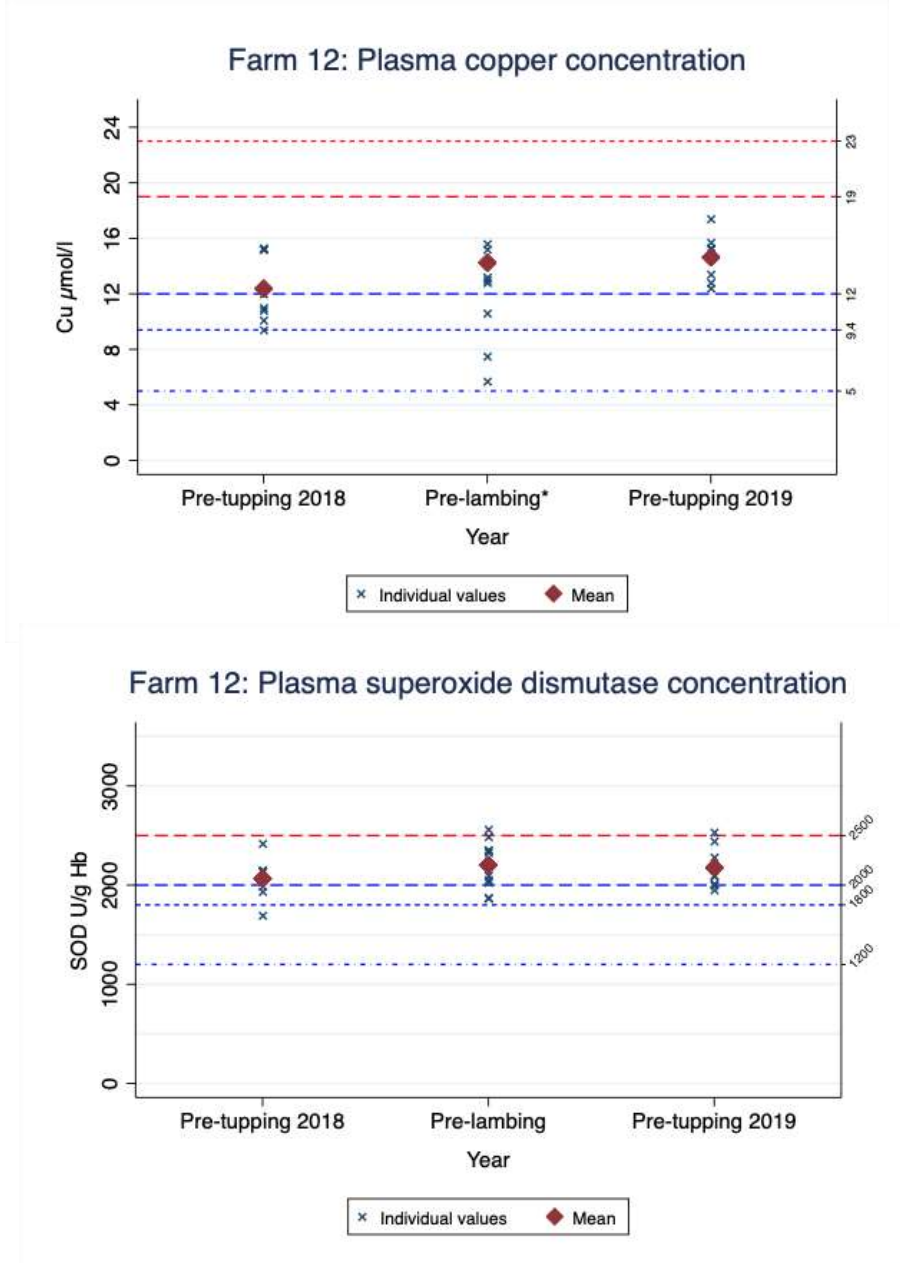 Farm 12: Plasma copper concentration
Cu µmol/l
24
20
16
12
8
4
0
23
19
12
9.4
5
Pre-tupping 2018
Pre-lambing*
Pre-tupping 2019
Year
Individual values
Mean
Farm 12: Plasma superoxide dismutase concentration
SOD U/g Hb
3000
2000
1000
0
2500
2000
1800
1200
Pre-tupping 2018
Pre-lambing
Pre-tupping 2019
Year
Individual values
Mean